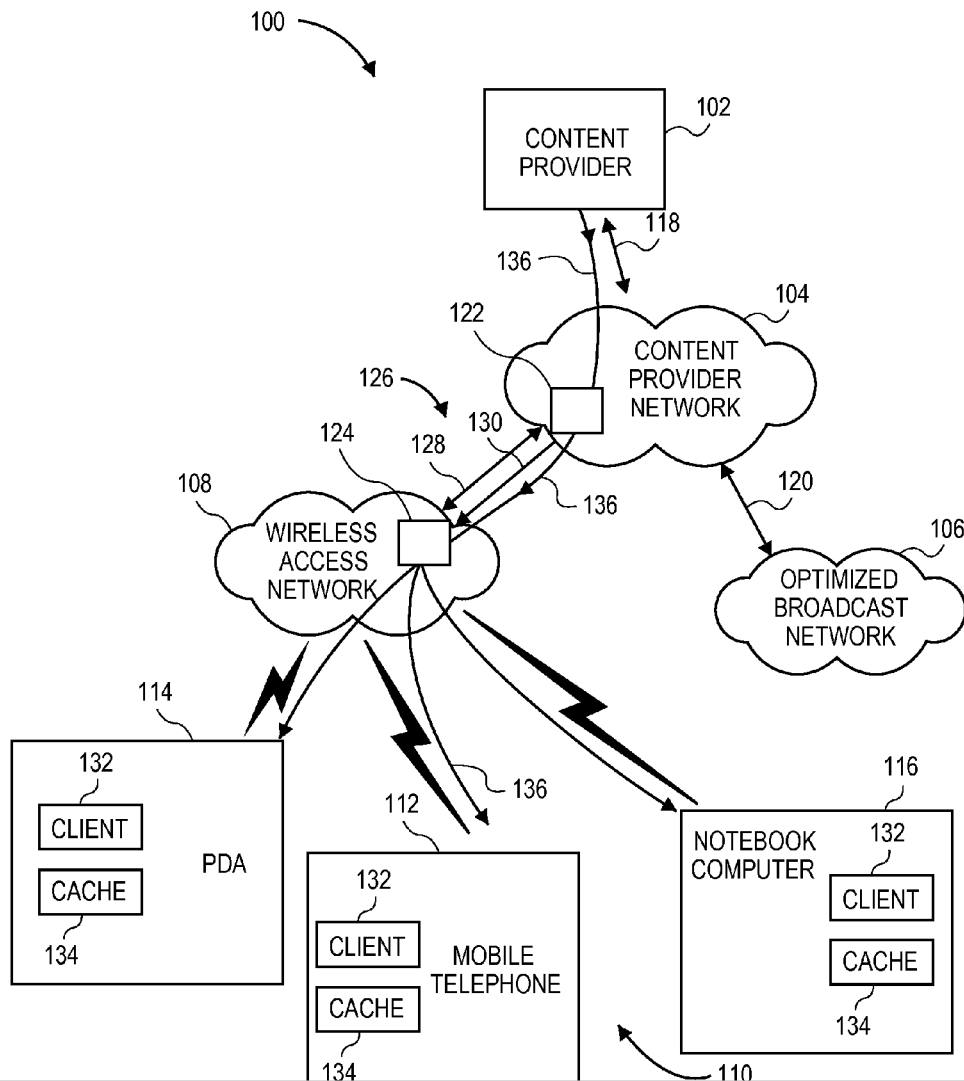 100
102
CONTENT
PROVIDER
118
136
104
122
CONTENT
PROVIDER
NETWORK
126
130
124
128
136
120
108
WIRELESS
ACCESS
NETWORK
106
OPTIMIZED
BROADCAST
NETWORK
114
132
CLIENT
PDA
CACHE
134
136
112
132
CLIENT
MOBILE
TELEPHONE
CACHE
134
116
NOTEBOOK
COMPUTER
132
CLIENT
CACHE
134
110